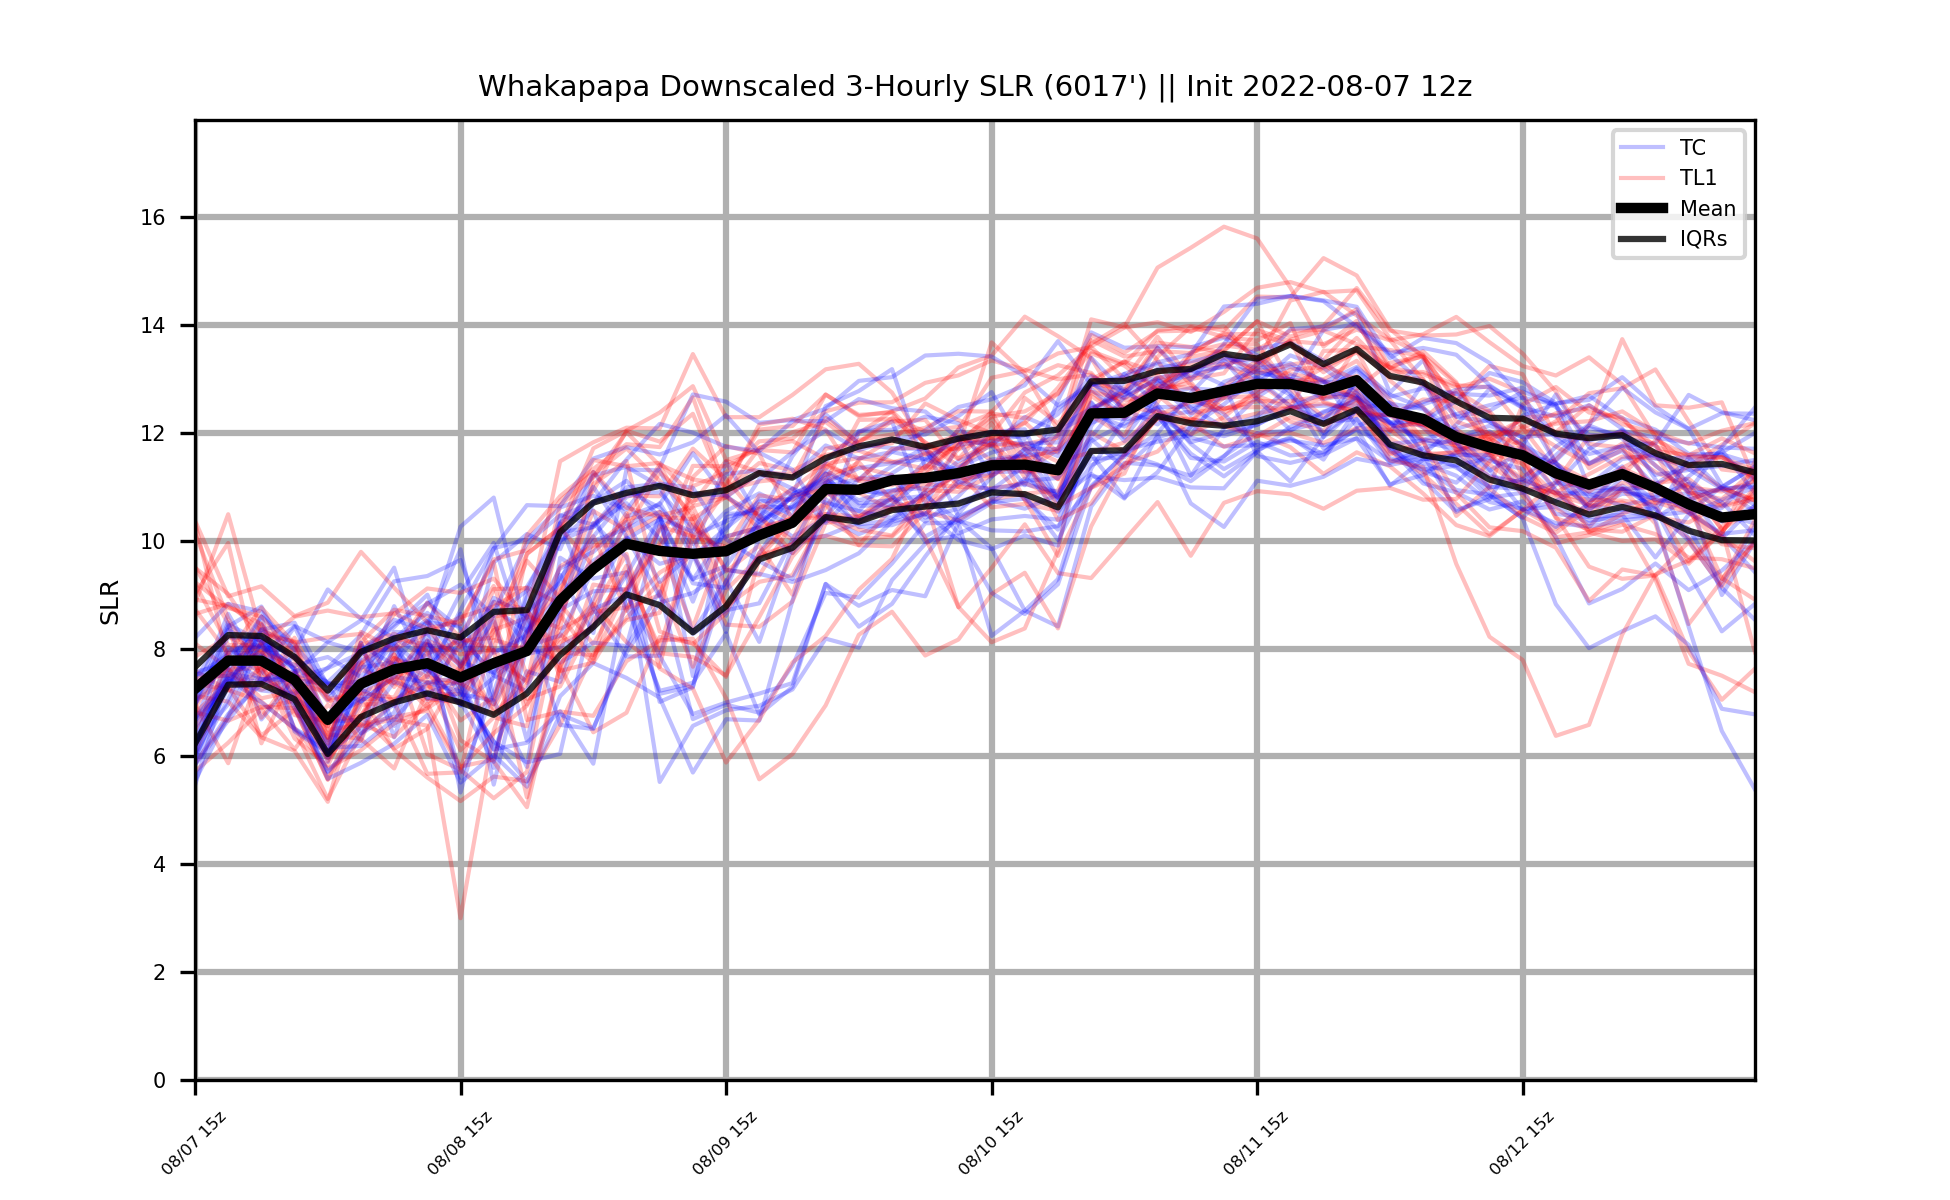 Whakapapa Downscaled 3-Hourly SLR (6017') || Init 2022-08-07 12z
TC
TL1
Mean
IQRs
SLR
16
14
12
10
8
6
4
2
0
08/07 15z
08/08 15z
08/09 15z
08/10 15z
08/11 15z
08/12 15z